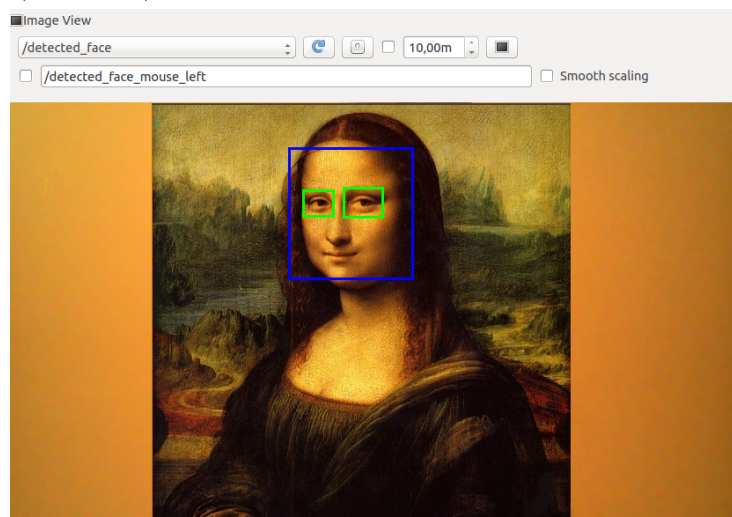 Image View
/detected_face
10,00m
/detected_face_mouse_left
Smooth scaling